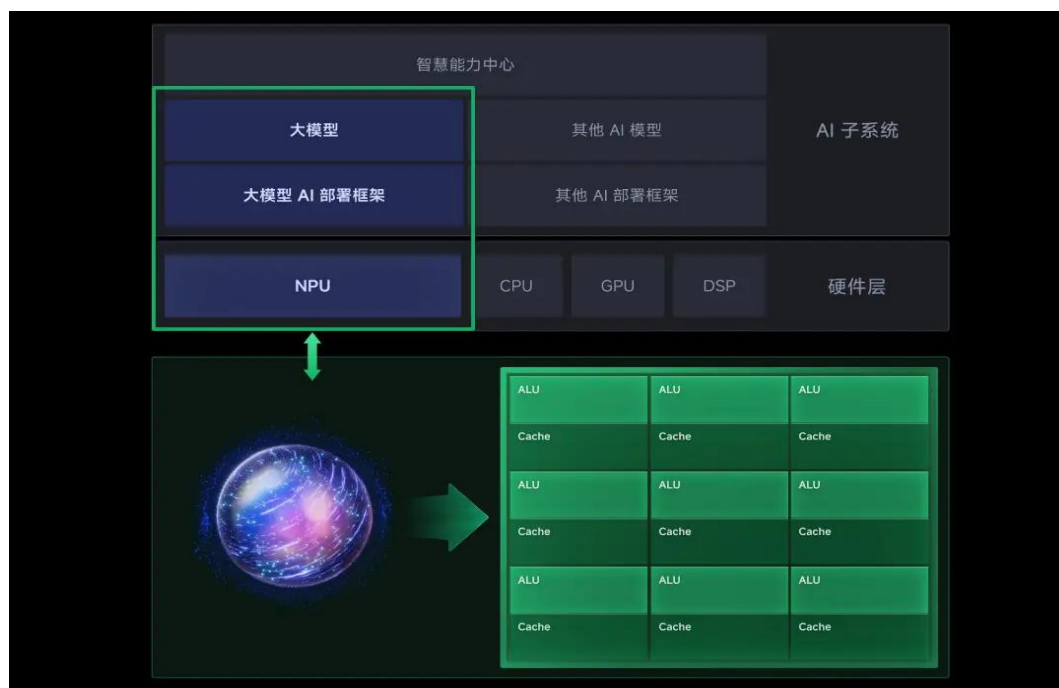 智慧能力中心
大模型
其他 AI 模型
AI 子系统
大模型 AI 部署框架
其他 AI 部署框架
NPU
CPU
GPU
DSP
硬件层
ALU
ALU
ALU
Cache
Cache
Cache
ALU
ALU
ALU
Cache
Cache
Cache
ALU
ALU
ALU
Cache
Cache
Cache